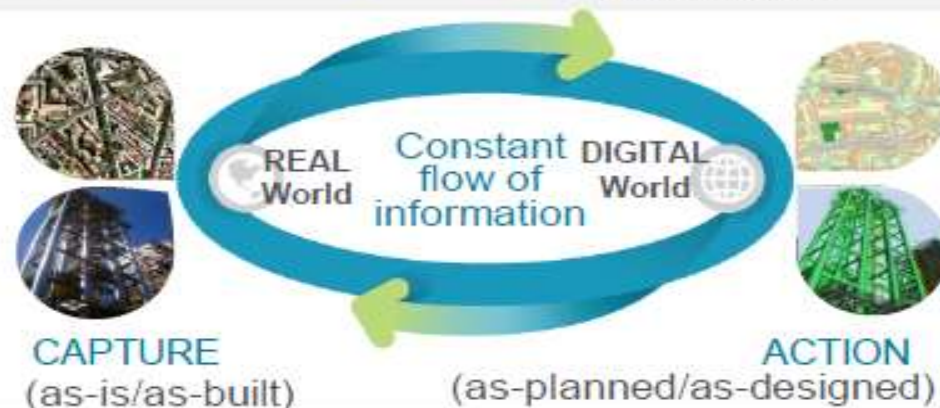 REAL
World
Constant
flow of
information
DIGITAL
World
CAPTURE
(as-is/as-built)
ACTION
(as-planned/as-designed)